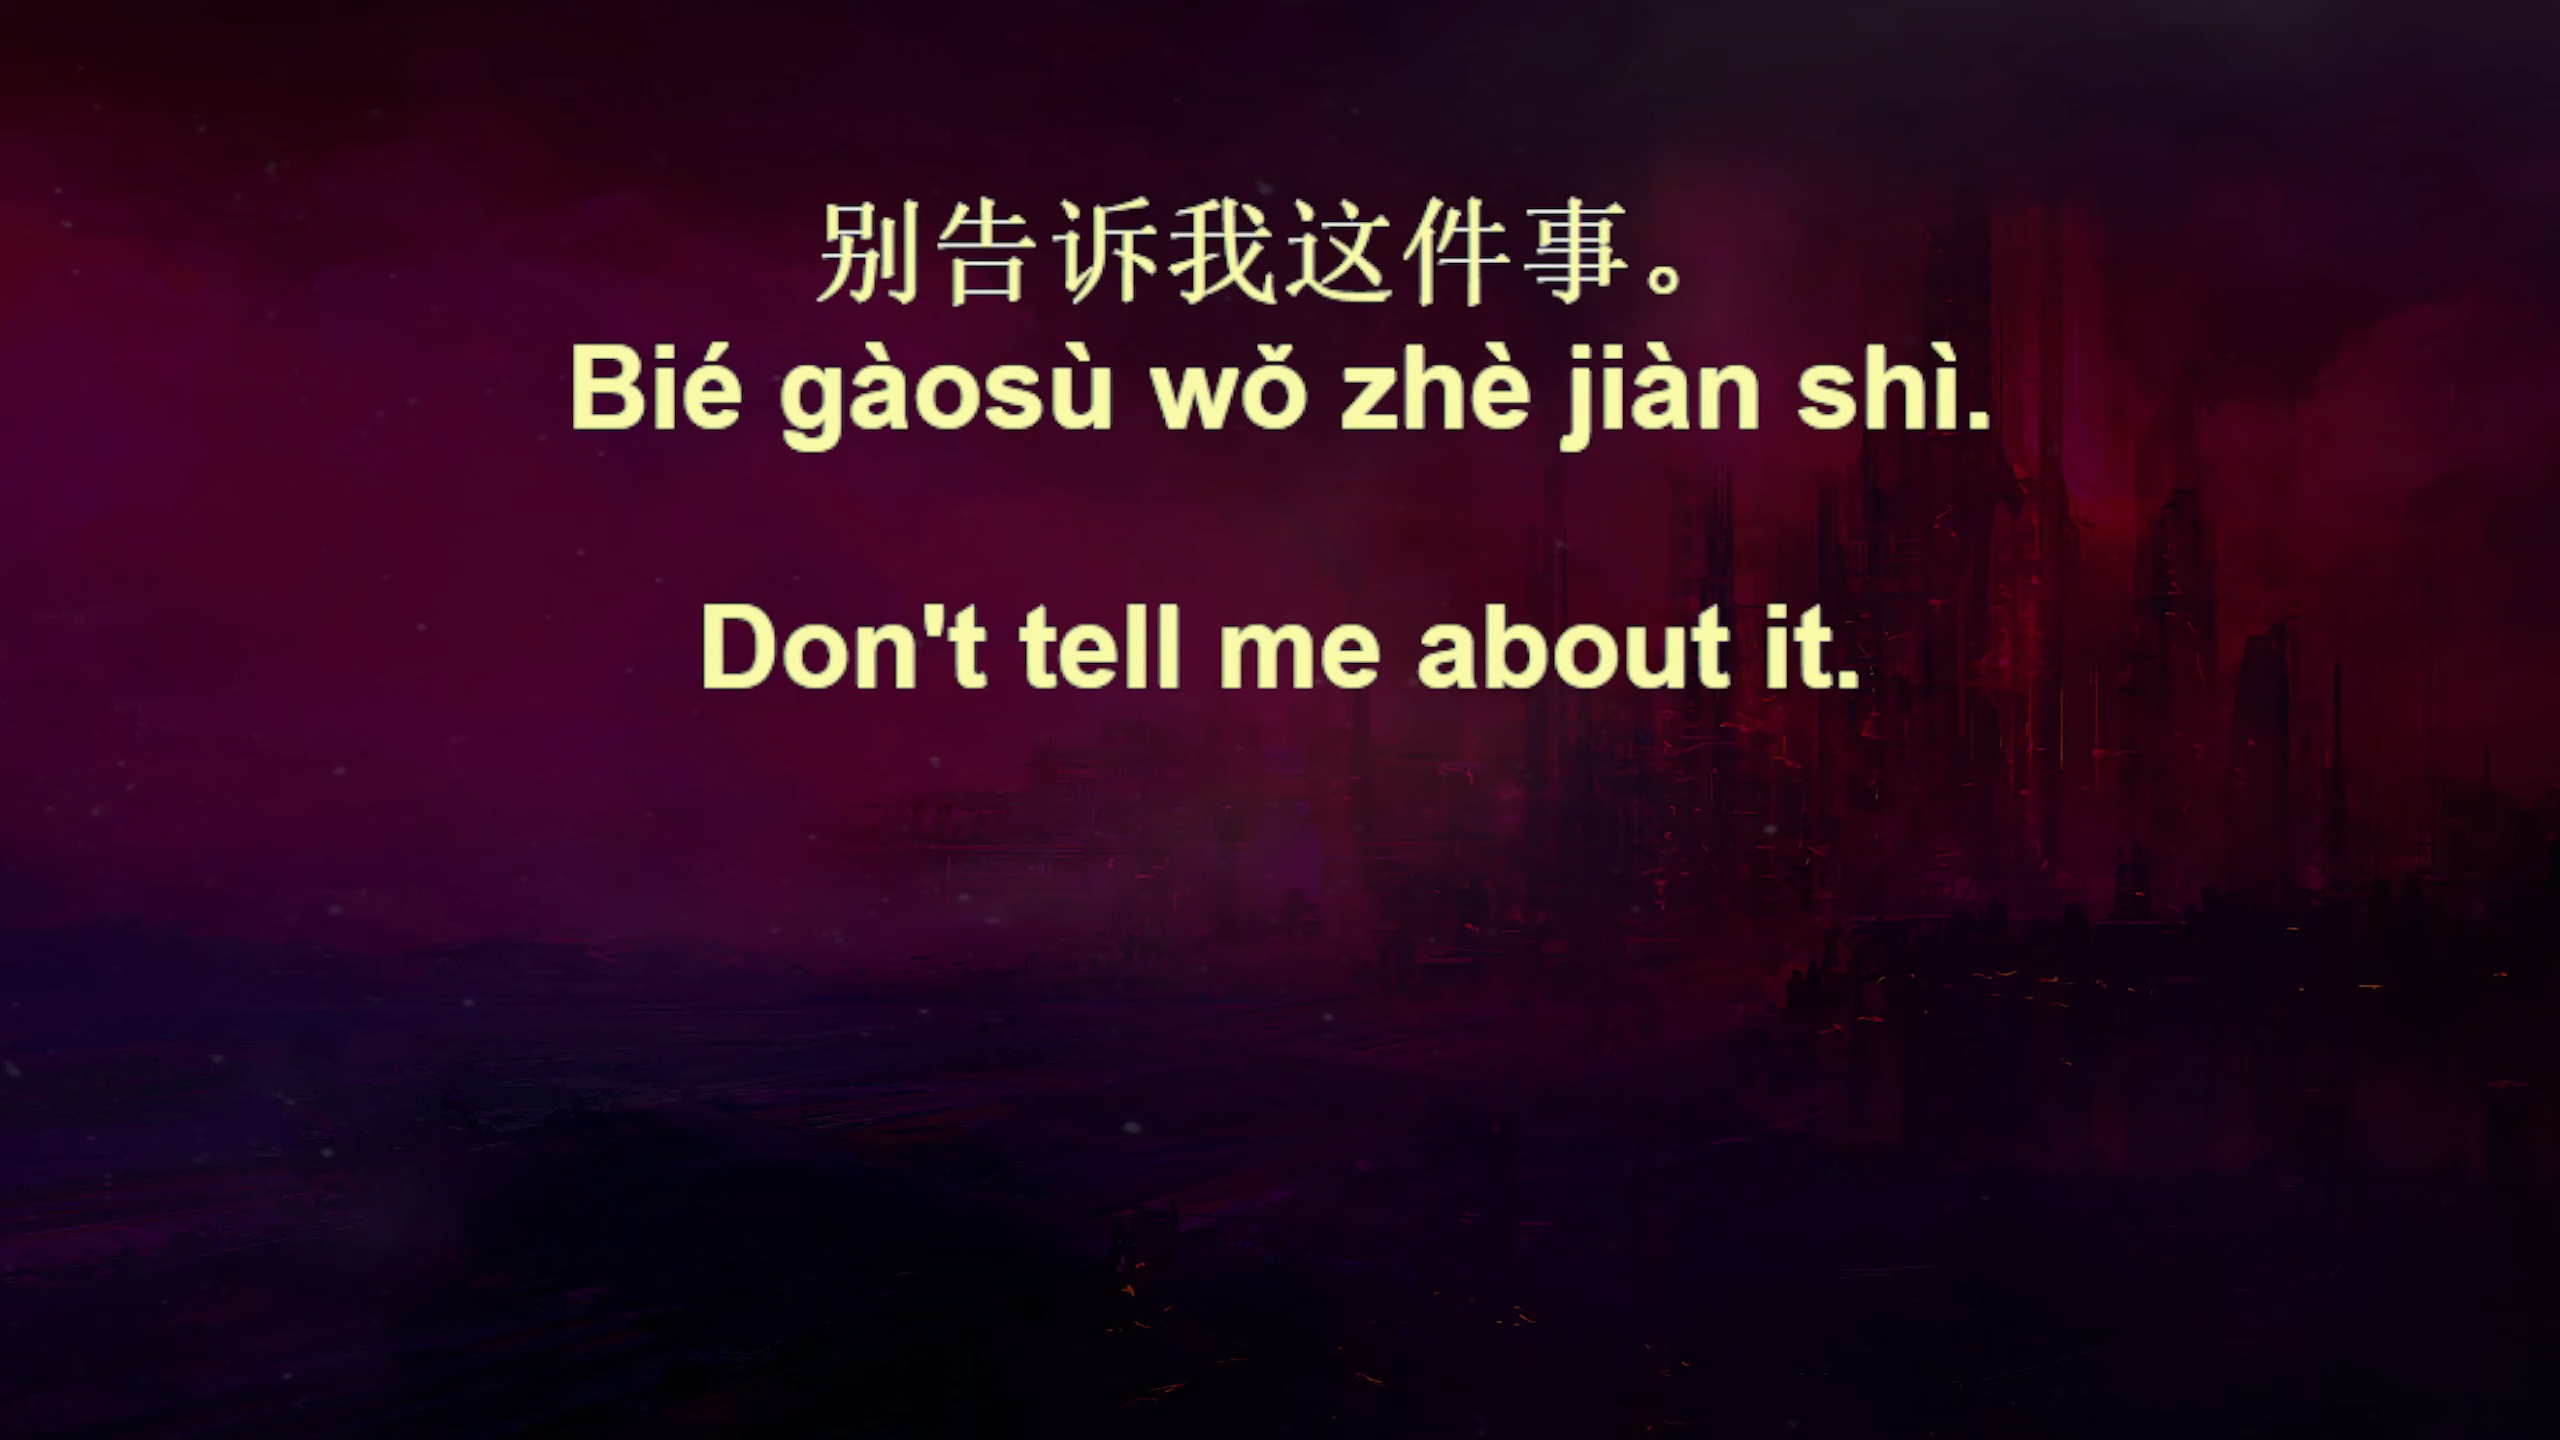 别告诉我这件事。
Bié gàosù wǒ zhè jiàn shì.
Don't tell me about it.